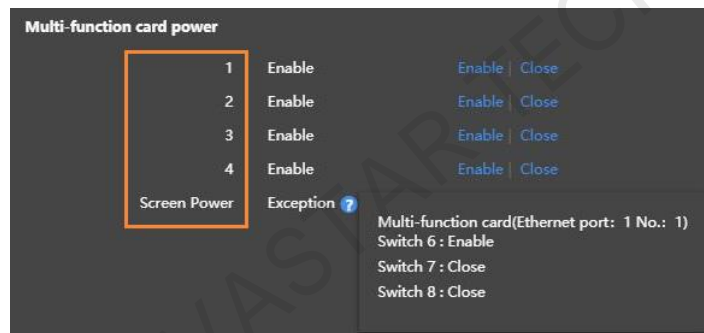 Multi-function card power
1 Enable Enable | Close
2 Enable Enable | Close
3 Enable Enable | Close
4 Enable Enable | Close
Screen Power Exception ?
Multi-function card(Ethernet port: 1 No.: 1)
Switch 6 : Enable
Switch 7 : Close
Switch 8 : Close